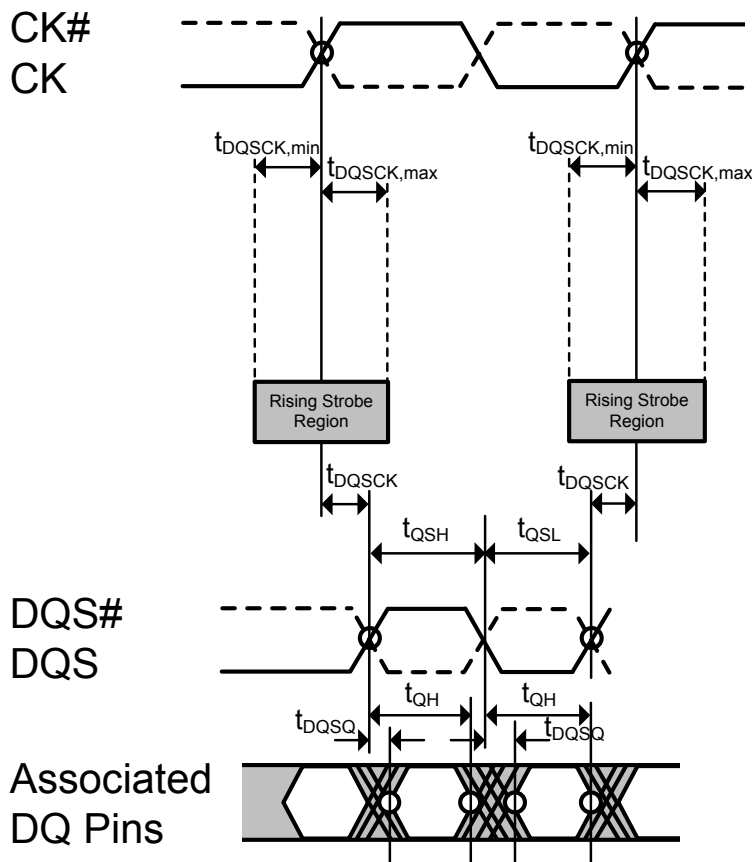 CK#
CK
tDQSCK,min
tDQSCK,max
tDQSCK,min
tDQSCK,max
Rising Strobe
Region
Rising Strobe
Region
tDQSCK
tDQSCK
tQSH
tQSL
DQS#
DQS
tQH
tQH
tDQSQ
tDQSQ
Associated
DQ Pins